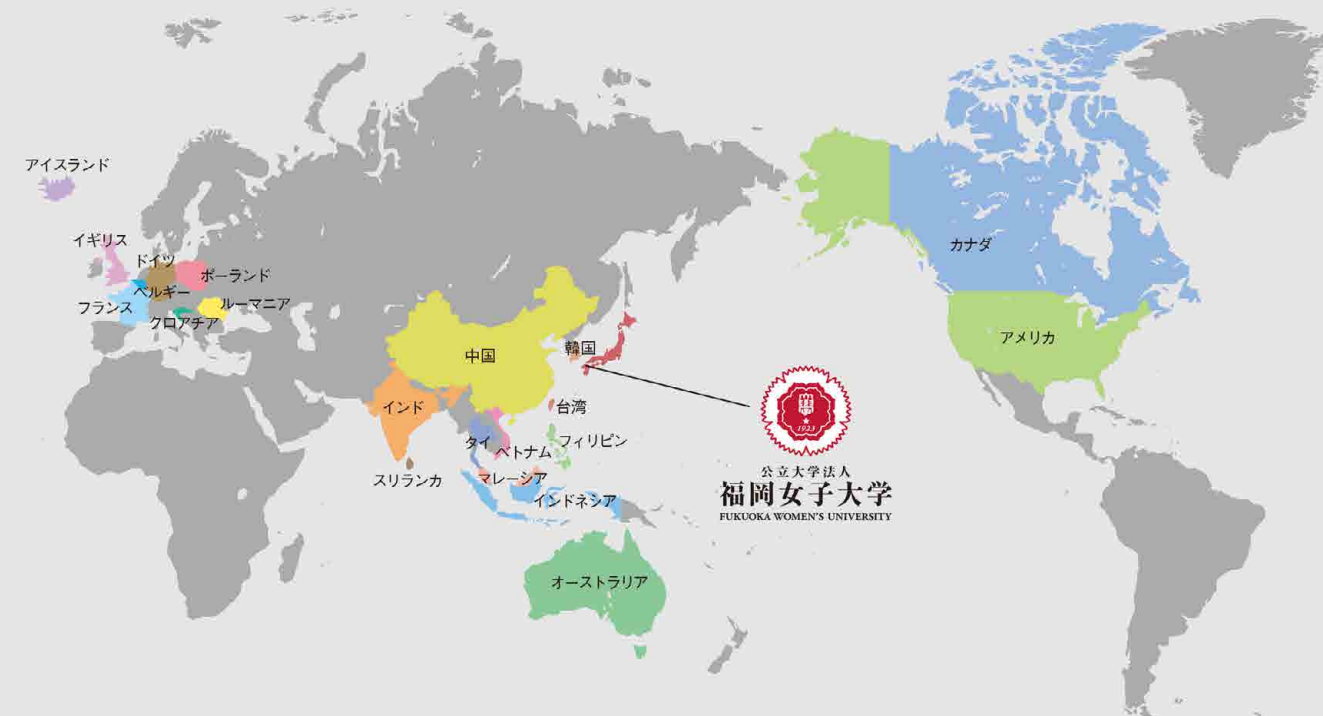 アイスランド
イギリス
ドイツ
ポーランド
ベルギー
フランス
ルーマニア
クロアチア
カナダ
アメリカ
中国
韓国
インド
台湾
タイ
ベトナム
フィリピン
スリランカ
マレーシア
インドネシア
オーストラリア
1923
公立大学法人
福岡女子大学
FUKUOKA WOMEN'S UNIVERSITY